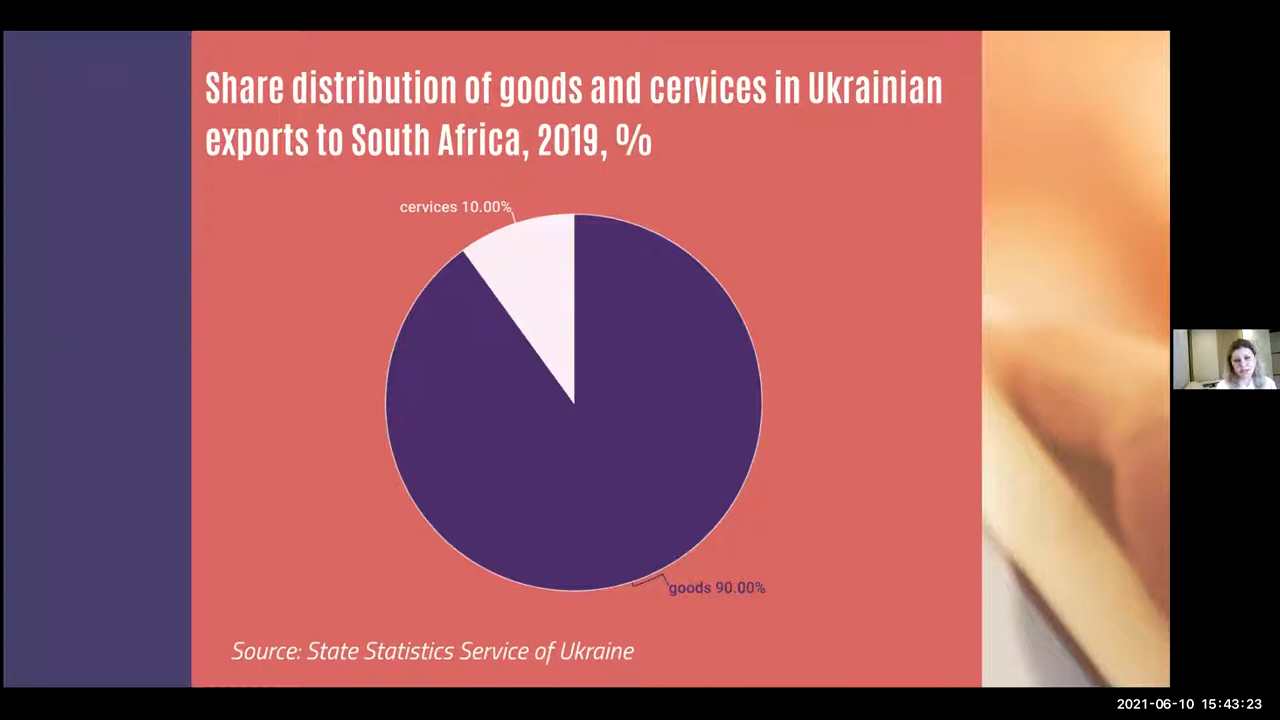 Share distribution of goods and cervices in Ukrainian
exports to South Africa, 2019, %
cervices 10.00%
goods 90.00%
Source: State Statistics Service of Ukraine
2021-06-10 15:43:23